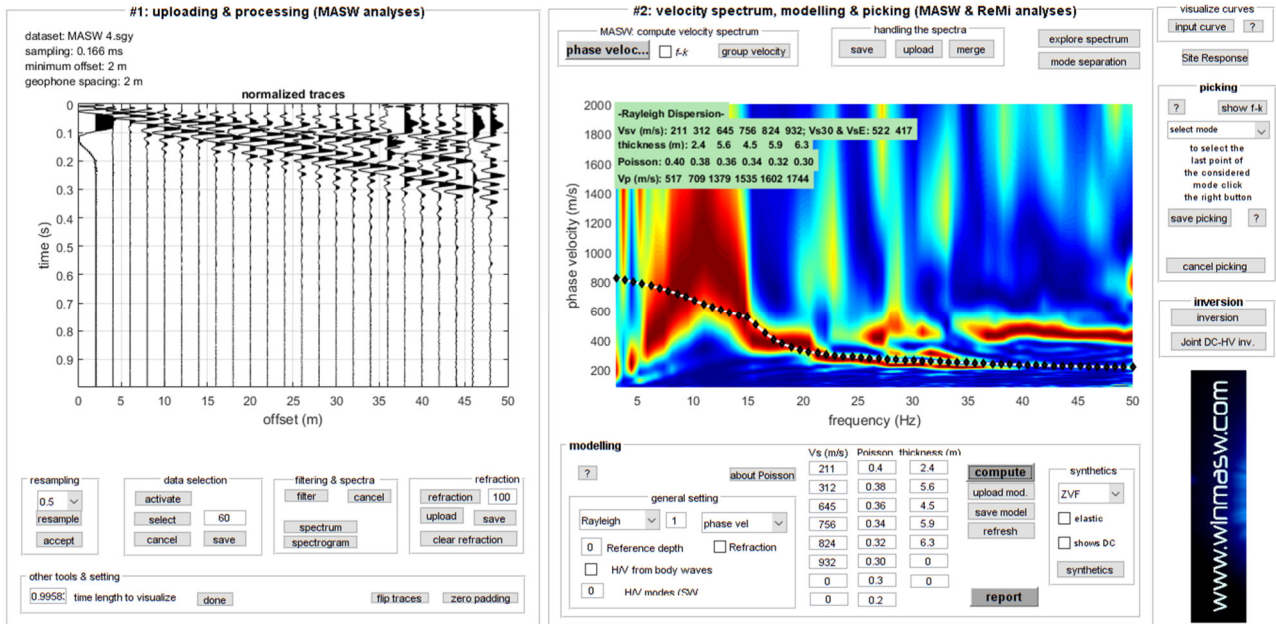 #1: uploading & processing (MASW analyses)
dataset: MASW 4.sgy
sampling: 0.166 ms
minimum offset: 2 m
geophone spacing: 2 m
normalized traces
0
0.1
0.2
0.3
0.4
0.5
0.6
0.7
0.8
0.9
time (s)
0 5 10 15 20 25 30 35 40 45 50
offset (m)
resampling
0.5
resample
accept
data selection
activate
select 60
cancel save
filtering & spectra
filter cancel
spectrum
spectrogram
refraction
refraction 100
upload save
clear refraction
other tools & setting
0.9958: time length to visualize done flip traces zero padding
#2: velocity spectrum, modelling & picking (MASW & ReMi analyses)
MASW: compute velocity spectrum
phase veloc... f-k group velocity
handling the spectra
save upload merge
explore spectrum
mode separation
-Rayleigh Dispersion-
Vsv (m/s): 211 312 645 756 824 932; Vs30 & VsE: 522 417
thickness (m): 2.4 5.6 4.5 5.9 6.3
Poisson: 0.40 0.38 0.36 0.34 0.32 0.30
Vp (m/s): 517 709 1379 1535 1602 1744
2000
1800
1600
1400
1200
1000
800
600
400
200
phase velocity (m/s)
5 10 15 20 25 30 35 40 45 50
frequency (Hz)
modelling
?
about Poisson
general setting
Rayleigh 1 phase vel
0 Reference depth Refraction
H/V from body waves
0 H/V modes (SW
Vs (m/s) Poisson thickness (m)
211 0.4 2.4
312 0.38 5.6
645 0.36 4.5
756 0.34 5.9
824 0.32 6.3
932 0.30 0
0 0.3 0
0 0.2
compute
upload mod.
save model
refresh
report
synthetics
ZVF
elastic
shows DC
synthetics
visualize curves
input curve ?
Site Response
picking
? show f-k
select mode
to select the
last point of
the considered
mode click
the right button
save picking ?
cancel picking
inversion
inversion
Joint DC-HV inv.
www.winmasw.com